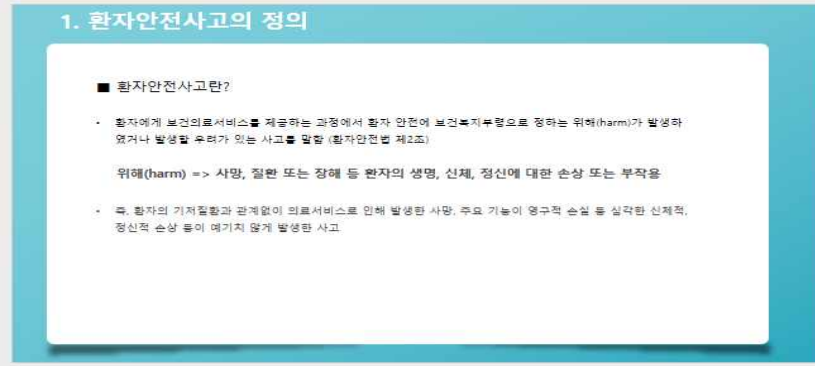 1. 환자안전사고의 정의
■ 환자안전사고란?
• 환자에게 보건의료서비스를 제공하는 과정에서 환자 안전에 보건복지부령으로 정하는 위해(harm)가 발생하
였거나 발생할 우려가 있는 사고를 말함 (환자안전법 제2조)
위해(harm) => 사망, 질환 또는 장해 등 환자의 생명, 신체, 정신에 대한 손상 또는 부작용
• 즉, 환자의 기저질환과 관계없이 의료서비스로 인해 발생한 사망, 주요 기능이 영구적 손실 등 심각한 신체적,
정신적 손상 등이 예기치 않게 발생한 사고